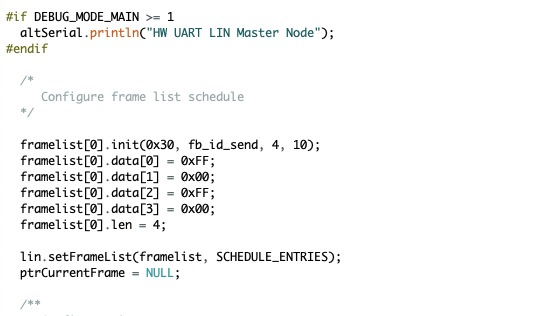 #if DEBUG_MODE_MAIN >= 1
altSerial.println("HW UART LIN Master Node");
#endif
/*
Configure frame list schedule
*/
framelist[0].init(0x30, fb_id_send, 4, 10);
framelist[0].data[0] = 0xFF;
framelist[0].data[1] = 0x00;
framelist[0].data[2] = 0xFF;
framelist[0].data[3] = 0x00;
framelist[0].len = 4;
lin.setFrameList(framelist, SCHEDULE_ENTRIES);
ptrCurrentFrame = NULL;
/**